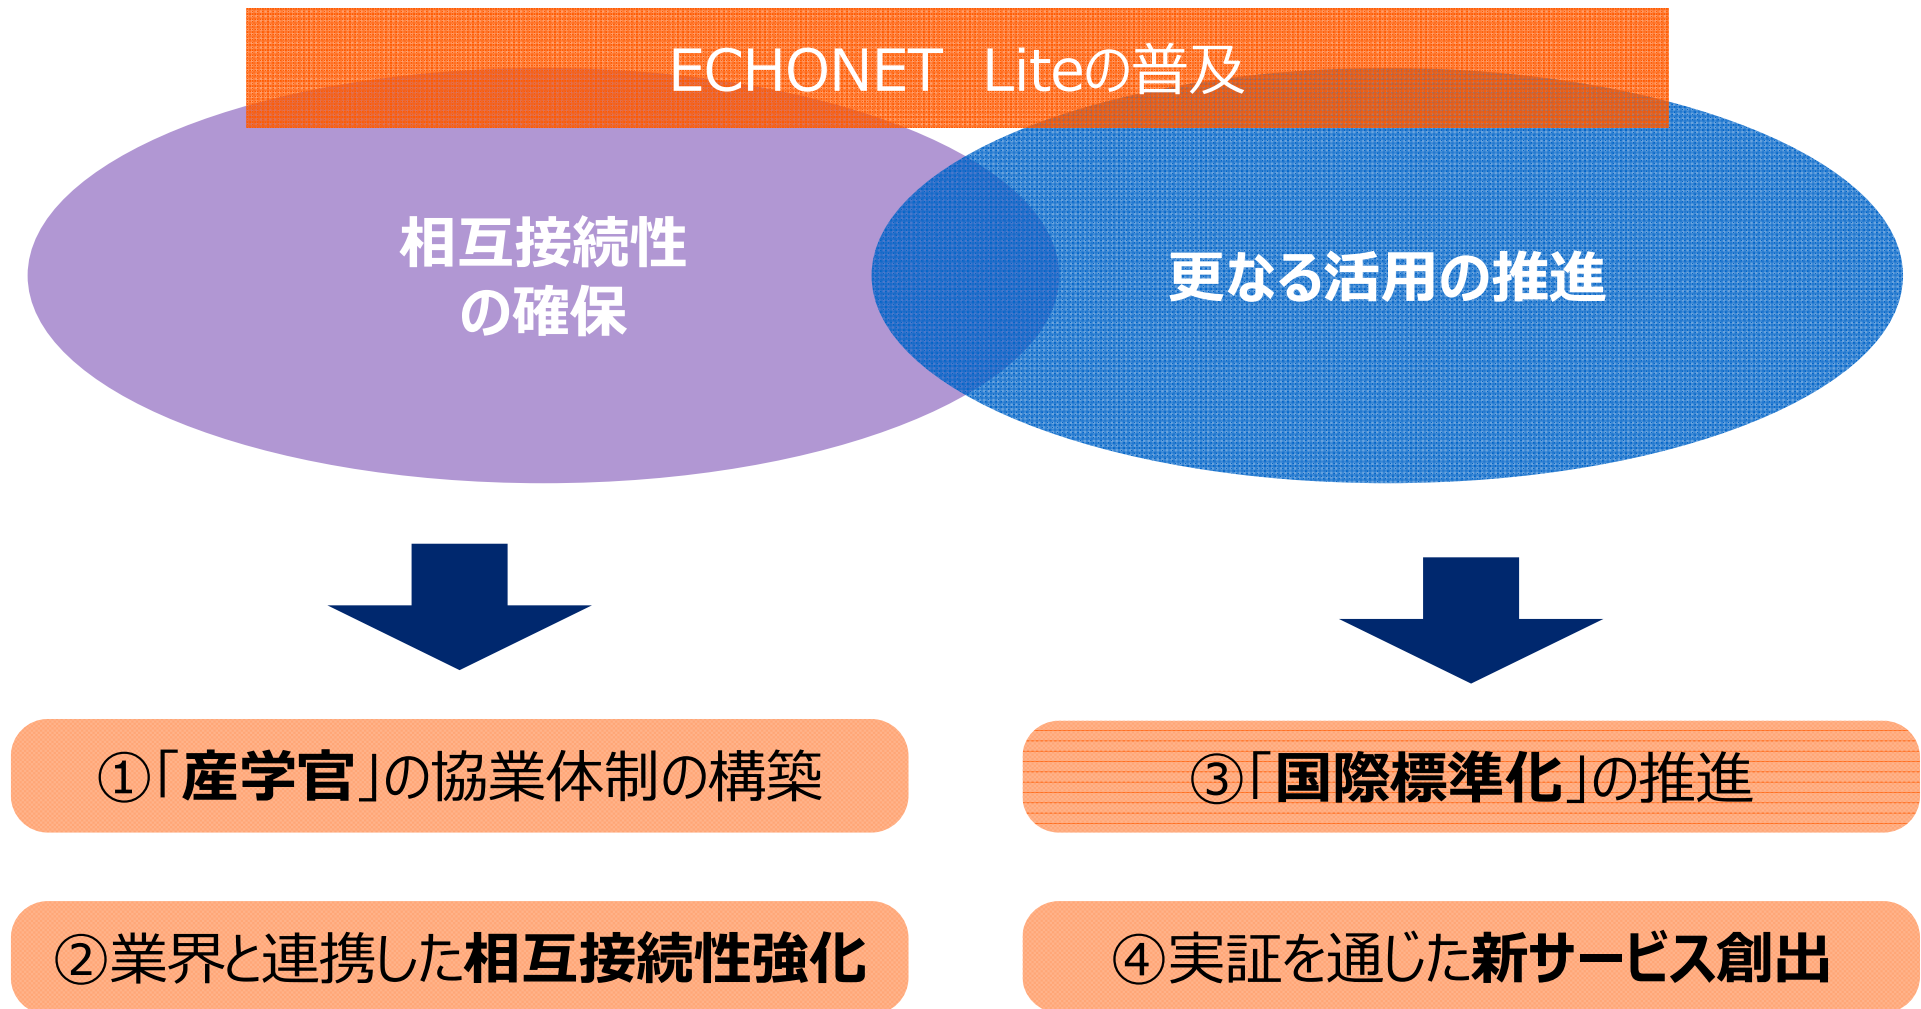 ECHONET　Liteの普及
相互接続性
の確保
更なる活用の推進
①「産学官」の協業体制の構築
③「国際標準化」の推進
②業界と連携した相互接続性強化
④実証を通じた新サービス創出